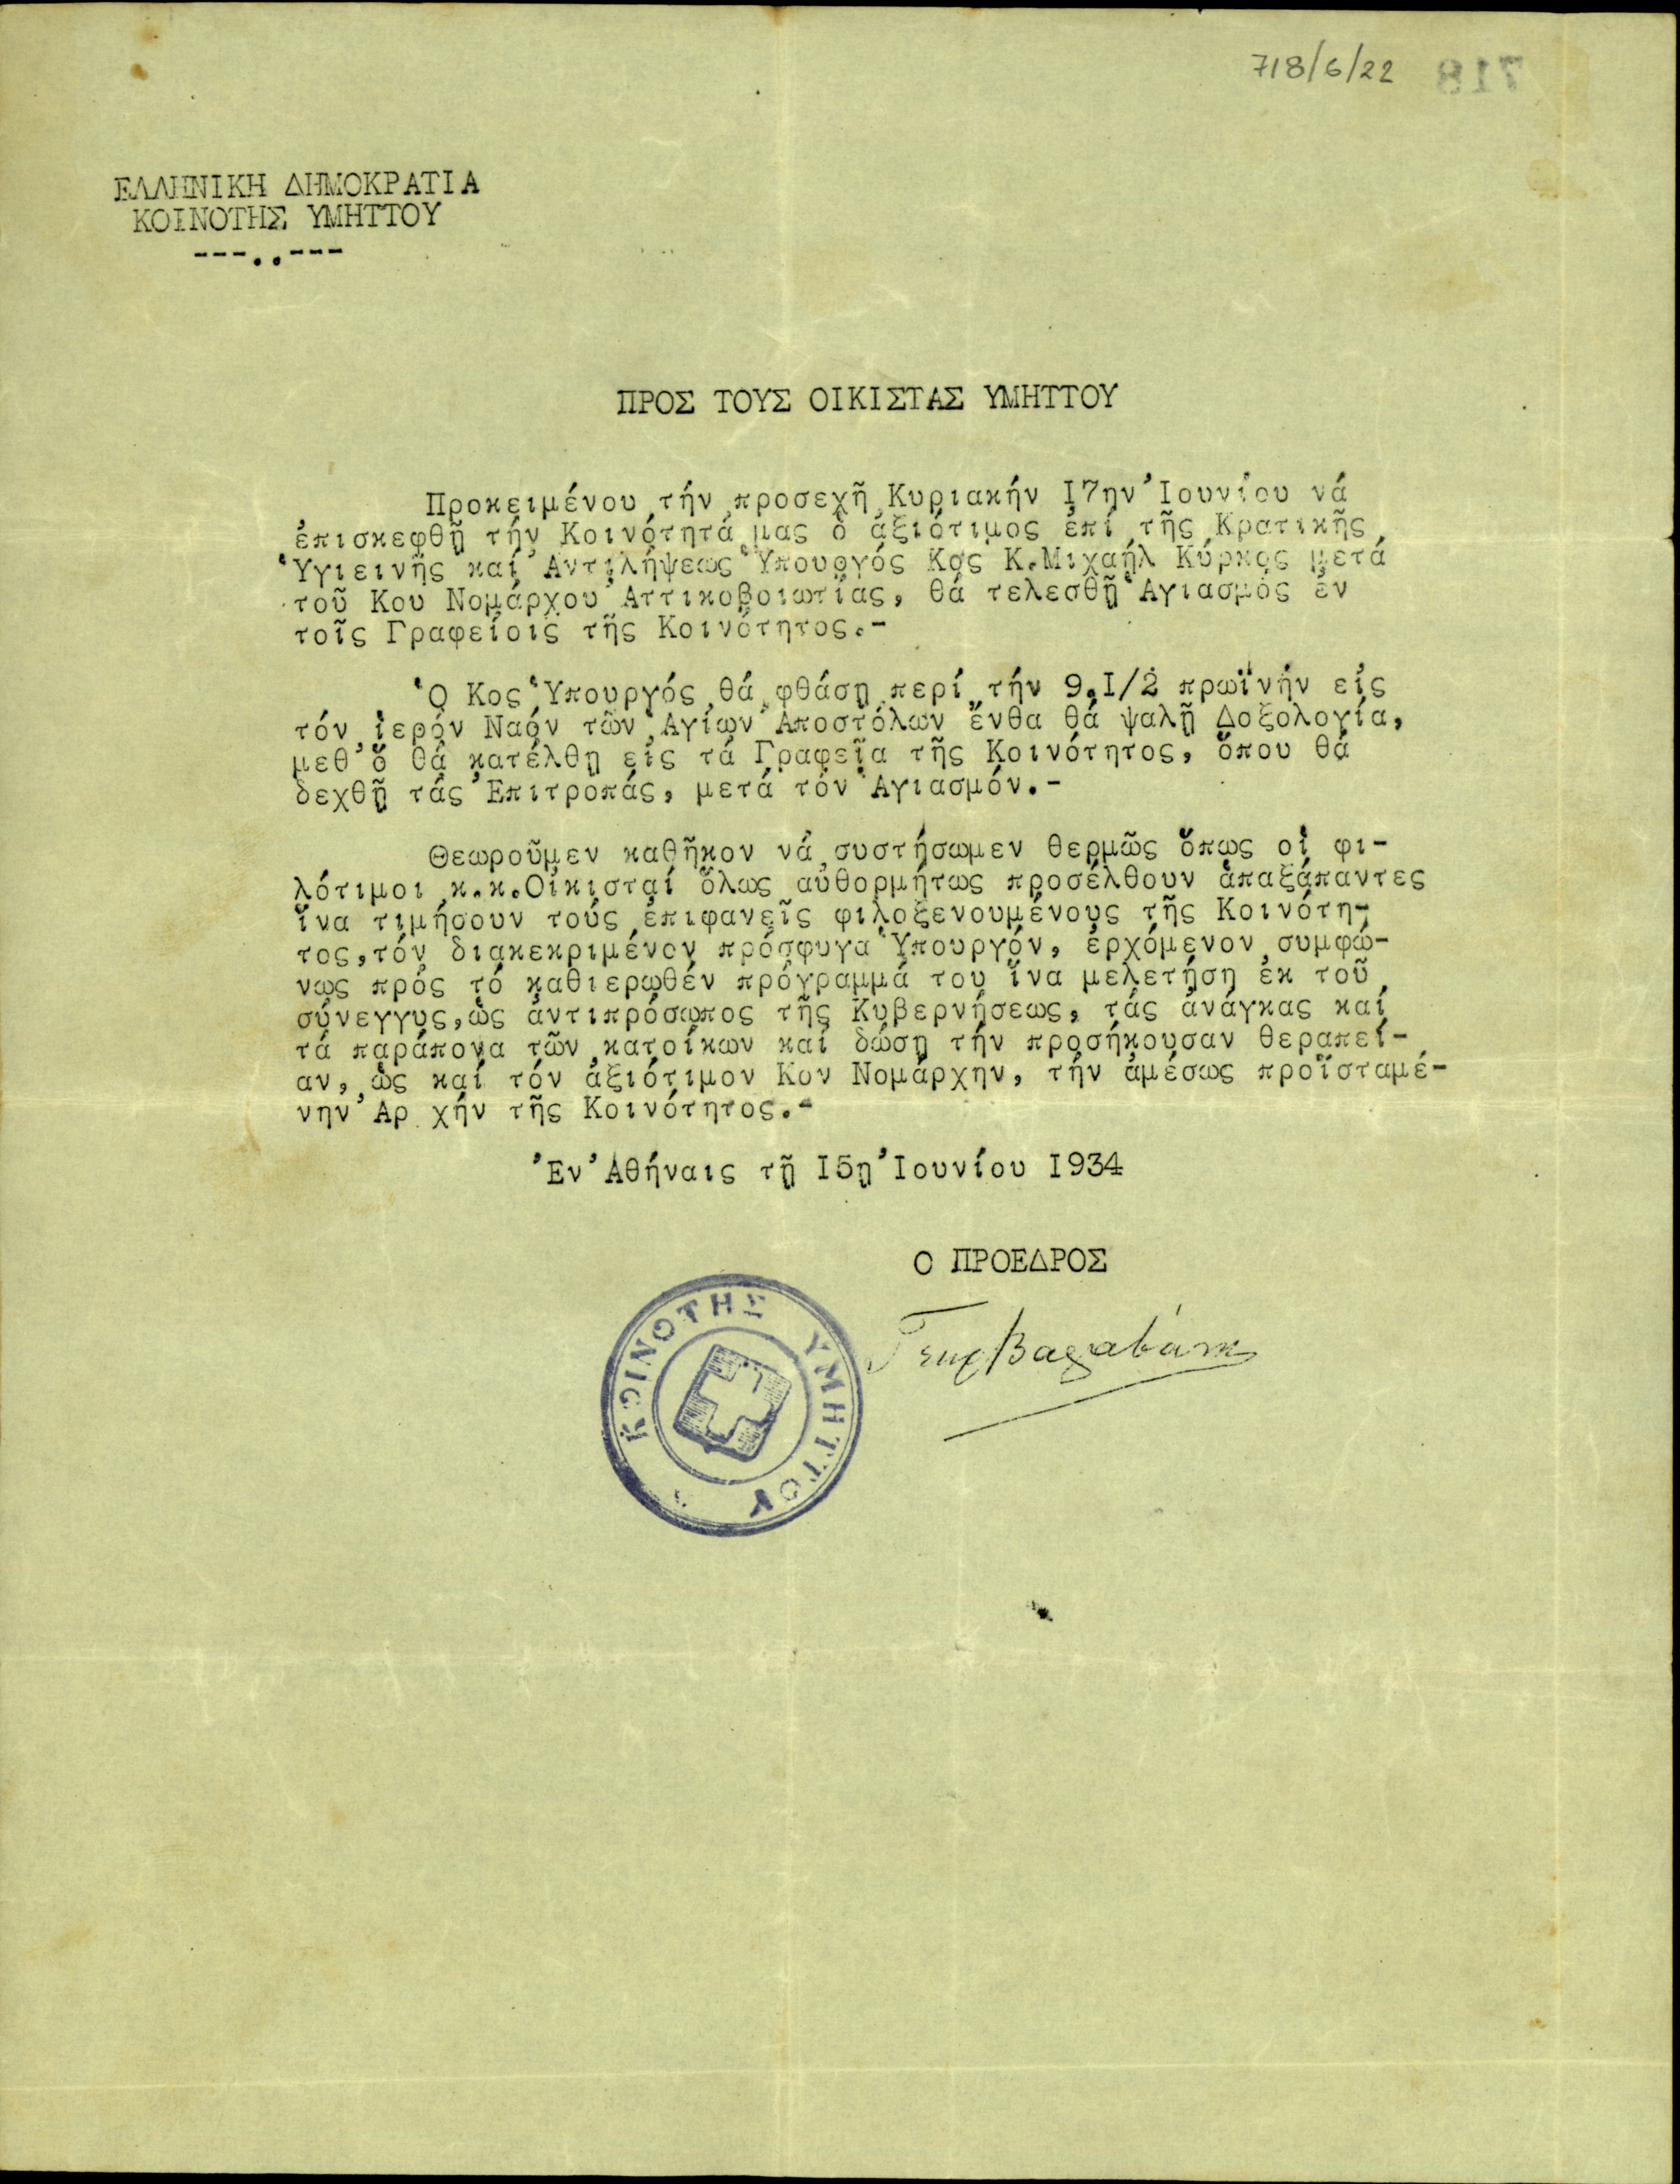 718/6/22 718
ΕΛΛΗΝΙΚΗ ΔΗΜΟΚΡΑΤΙΑ
ΚΟΙΝΟΤΗΣ ΥΜΗΤΤΟΥ
---..---
ΠΡΟΣ ΤΟΥΣ ΟΙΚΙΣΤΑΣ ΥΜΗΤΤΟΥ
Προκειμένου τήν προσεχῆ Κυριακήν Ι7ην Ἰουνίου νά
ἐπισκεφθῇ τήν Κοινότητά μας ὁ ἀξιότιμος ἐπί τῆς Κρατικῆς
Ὑγιεινῆς καί Ἀντιλήψεως Ὑπουργός Κος Κ.Μιχαήλ Κύρκος μετά
τοῦ Κου Νομάρχου Ἀττικοβοιωτίας, θά τελεσθῇ Ἁγιασμός ἐν
τοῖς Γραφείοις τῆς Κοινότητος.-
Ὁ Κος Ὑπουργός θά φθάσῃ περί τήν 9.Ι/2 πρωϊνήν εἰς
τόν ἱερόν Ναόν τῶν Ἁγίων Ἀποστόλων ἔνθα θά ψαλῇ Δοξολογία,
μεθ' ὅ θά κατέλθῃ εἰς τά Γραφεῖα τῆς Κοινότητος, ὅπου θά
δεχθῇ τάς Ἐπιτροπάς, μετά τόν Ἁγιασμόν.-
Θεωροῦμεν καθῆκον νά συστήσωμεν θερμῶς ὅπως οἱ φι-
λότιμοι κ.κ.Οἰκισταί ὅλως αὐθορμήτως προσέλθουν ἁπαξάπαντες
ἵνα τιμήσουν τούς ἐπιφανεῖς φιλοξενουμένους τῆς Κοινότη-
τος,τόν διακεκριμένον πρόσφυγα Ὑπουργόν, ἐρχόμενον συμφώ-
νως πρός τό καθιερωθέν πρόγραμμά του ἵνα μελετήσῃ ἐκ τοῦ
σύνεγγυς,ὡς ἀντιπρόσωπος τῆς Κυβερνήσεως, τάς ἀνάγκας καί
τά παράπονα τῶν κατοίκων καί δώσῃ τήν προσήκουσαν θεραπεί-
αν, ὡς καί τόν ἀξιότιμον Κον Νομάρχην, τήν ἀμέσως προϊσταμέ-
νην Ἀρ χήν τῆς Κοινότητος.-
Ἐν Ἀθήναις τῇ Ι5ῃ Ἰουνίου Ι934
Ο ΠΡΟΕΔΡΟΣ
ΚΟΙΝΟΤΗΣ ΥΜΗΤΤΟΥ